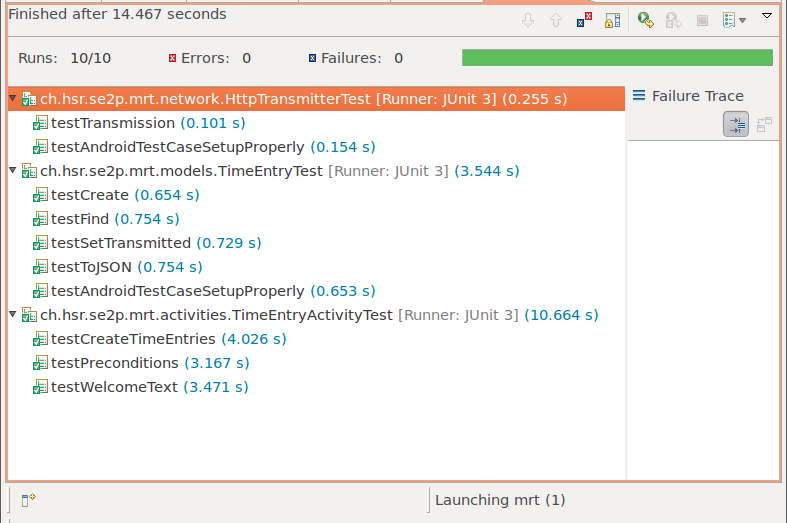 Finished after 14.467 seconds
Runs: 10/10 Errors: 0 Failures: 0
ch.hsr.se2p.mrt.network.HttpTransmitterTest [Runner: JUnit 3] (0.255 s)
Failure Trace
testTransmission (0.101 s)
testAndroidTestCaseSetupProperly (0.154 s)
ch.hsr.se2p.mrt.models.TimeEntryTest [Runner: JUnit 3] (3.544 s)
testCreate (0.654 s)
testFind (0.754 s)
testSetTransmitted (0.729 s)
testToJSON (0.754 s)
testAndroidTestCaseSetupProperly (0.653 s)
ch.hsr.se2p.mrt.activities.TimeEntryActivityTest [Runner: JUnit 3] (10.664 s)
testCreateTimeEntries (4.026 s)
testPreconditions (3.167 s)
testWelcomeText (3.471 s)
Launching mrt (1)